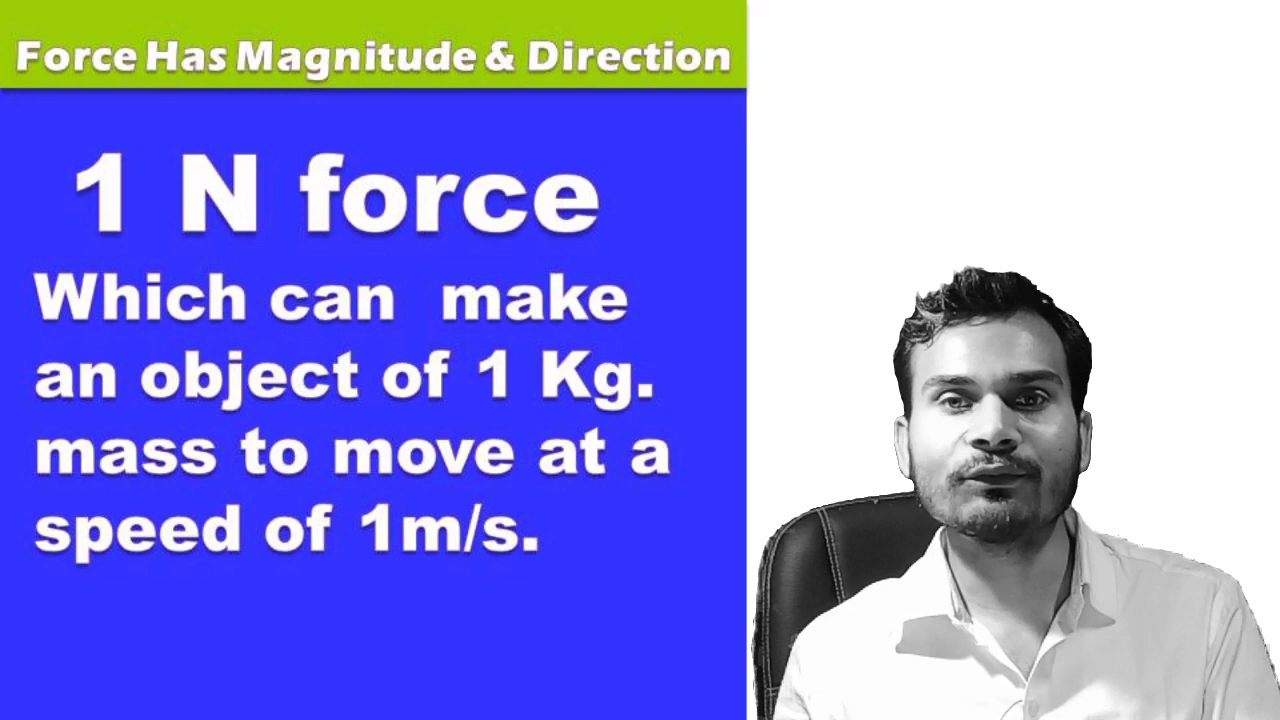 Force Has Magnitude & Direction
1 N force
Which can make
an object of 1 Kg.
mass to move at a
speed of 1m/s.